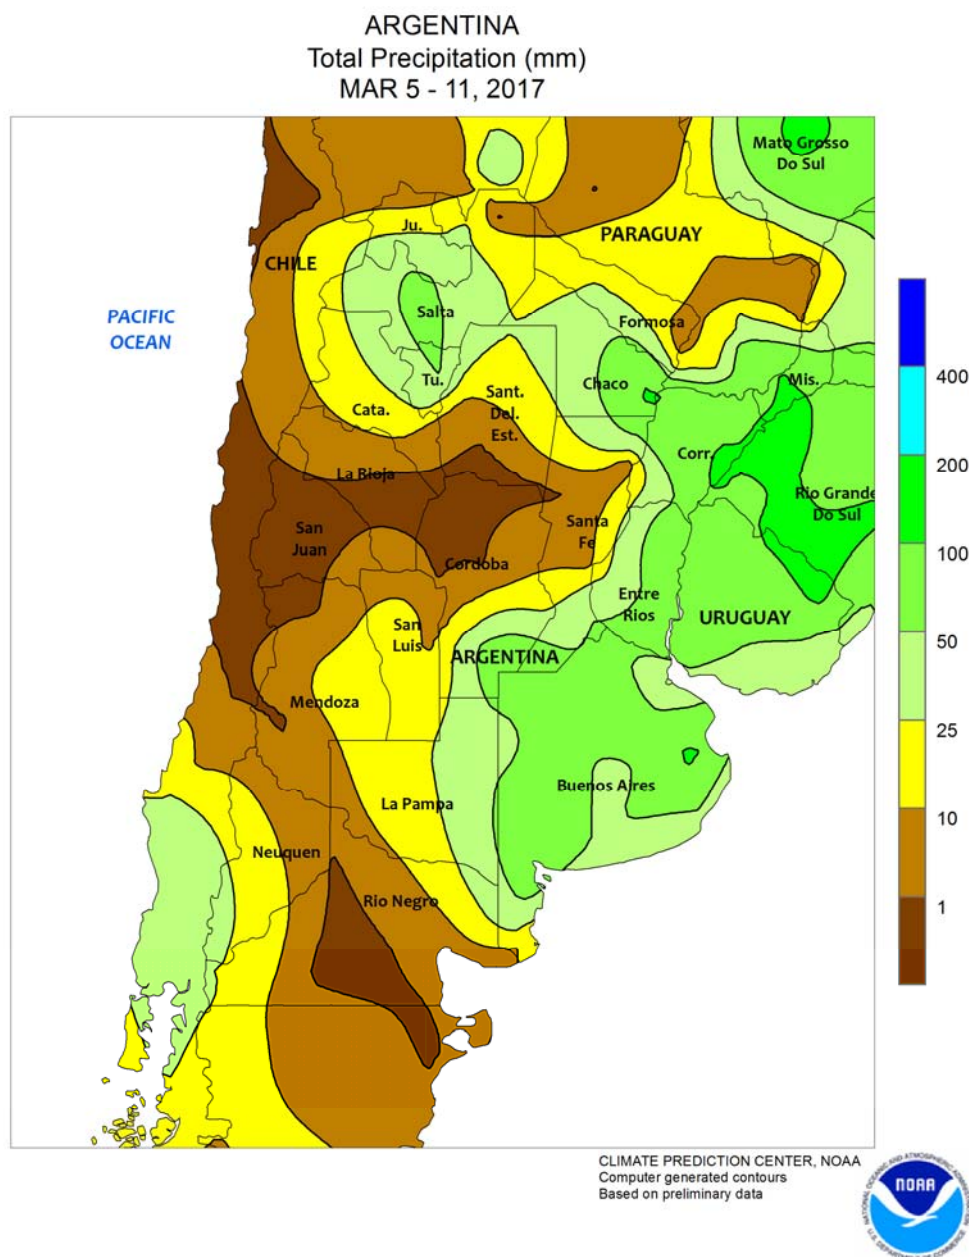 ARGENTINA
Total Precipitation (mm)
MAR 5 - 11, 2017
Mato Grosso
Do Sul
Ju.
PARAGUAY
CHILE
PACIFIC
OCEAN
Salta
Formosa
Tu.
Chaco
Mis.
400
Sant.
Del.
Est.
Cata.
Corr.
200
La Rioja
Rio Grande
Do Sul
San
Juan
Santa
Fe
100
Cordoba
Entre
Rios
URUGUAY
San
Luis
50
ARGENTINA
Mendoza
25
Buenos Aires
La Pampa
10
Neuquen
Rio Negro
1
CLIMATE PREDICTION CENTER, NOAA
Computer generated contours
Based on preliminary data
NOAA